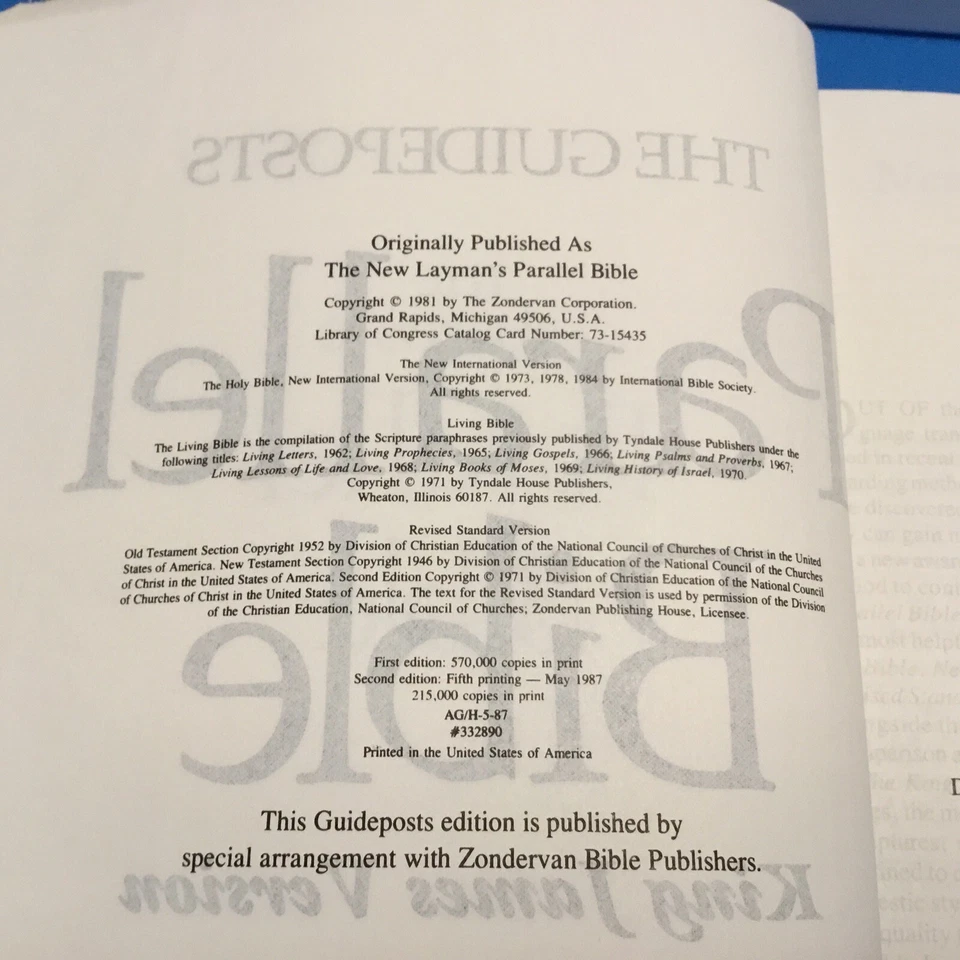 THE GUIDEPOSTS
Parallel
Bible
King James Version
Originally Published As
The New Layman's Parallel Bible
Copyright © 1981 by The Zondervan Corporation.
Grand Rapids, Michigan 49506, U.S.A.
Library of Congress Catalog Card Number: 73-15435
The New International Version
The Holy Bible, New International Version, Copyright © 1973, 1978, 1984 by International Bible Society.
All rights reserved.
Living Bible
The Living Bible is the compilation of the Scripture paraphrases previously published by Tyndale House Publishers under the
following titles: Living Letters, 1962; Living Prophecies, 1965; Living Gospels, 1966; Living Psalms and Proverbs, 1967;
Living Lessons of Life and Love, 1968; Living Books of Moses, 1969; Living History of Israel, 1970.
Copyright © 1971 by Tyndale House Publishers,
Wheaton, Illinois 60187. All rights reserved.
Revised Standard Version
Old Testament Section Copyright 1952 by Division of Christian Education of the National Council of Churches of Christ in the United
States of America. New Testament Section Copyright 1946 by Division of Christian Education of the National Council of the Churches
of Christ in the United States of America. Second Edition Copyright © 1971 by Division of Christian Education of the National Council
of Churches of Christ in the United States of America. The text for the Revised Standard Version is used by permission of the Division
of the Christian Education, National Council of Churches; Zondervan Publishing House, Licensee.
First edition: 570,000 copies in print
Second edition: Fifth printing — May 1987
215,000 copies in print
AG/H-5-87
#332890
Printed in the United States of America
This Guideposts edition is published by
special arrangement with Zondervan Bible Publishers.
UT OF